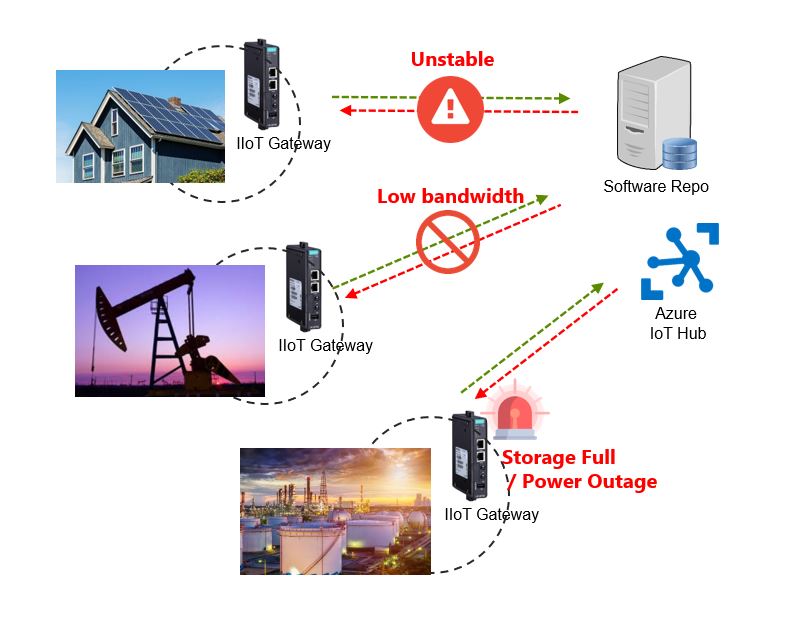 Unstable
IIoT Gateway
Software Repo
Low bandwidth
Azure
IoT Hub
IIoT Gateway
Storage Full
/ Power Outage
IIoT Gateway